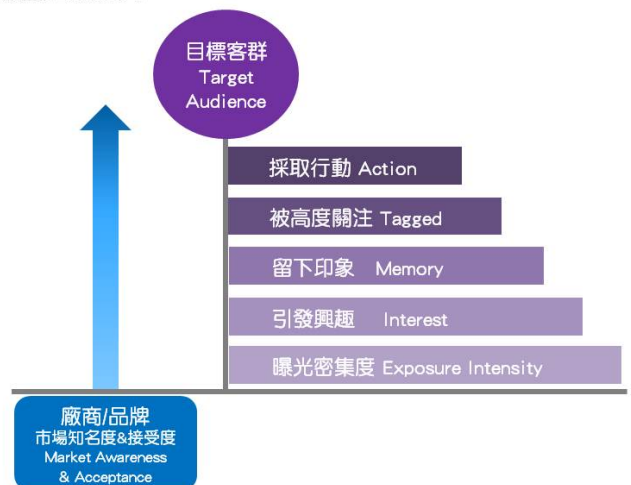 目標客群
Target
Audience
採取行動 Action
被高度關注 Tagged
留下印象 Memory
引發興趣 Interest
曝光密集度 Exposure Intensity
廠商/品牌
市場知名度&接受度
Market Awareness
& Acceptance